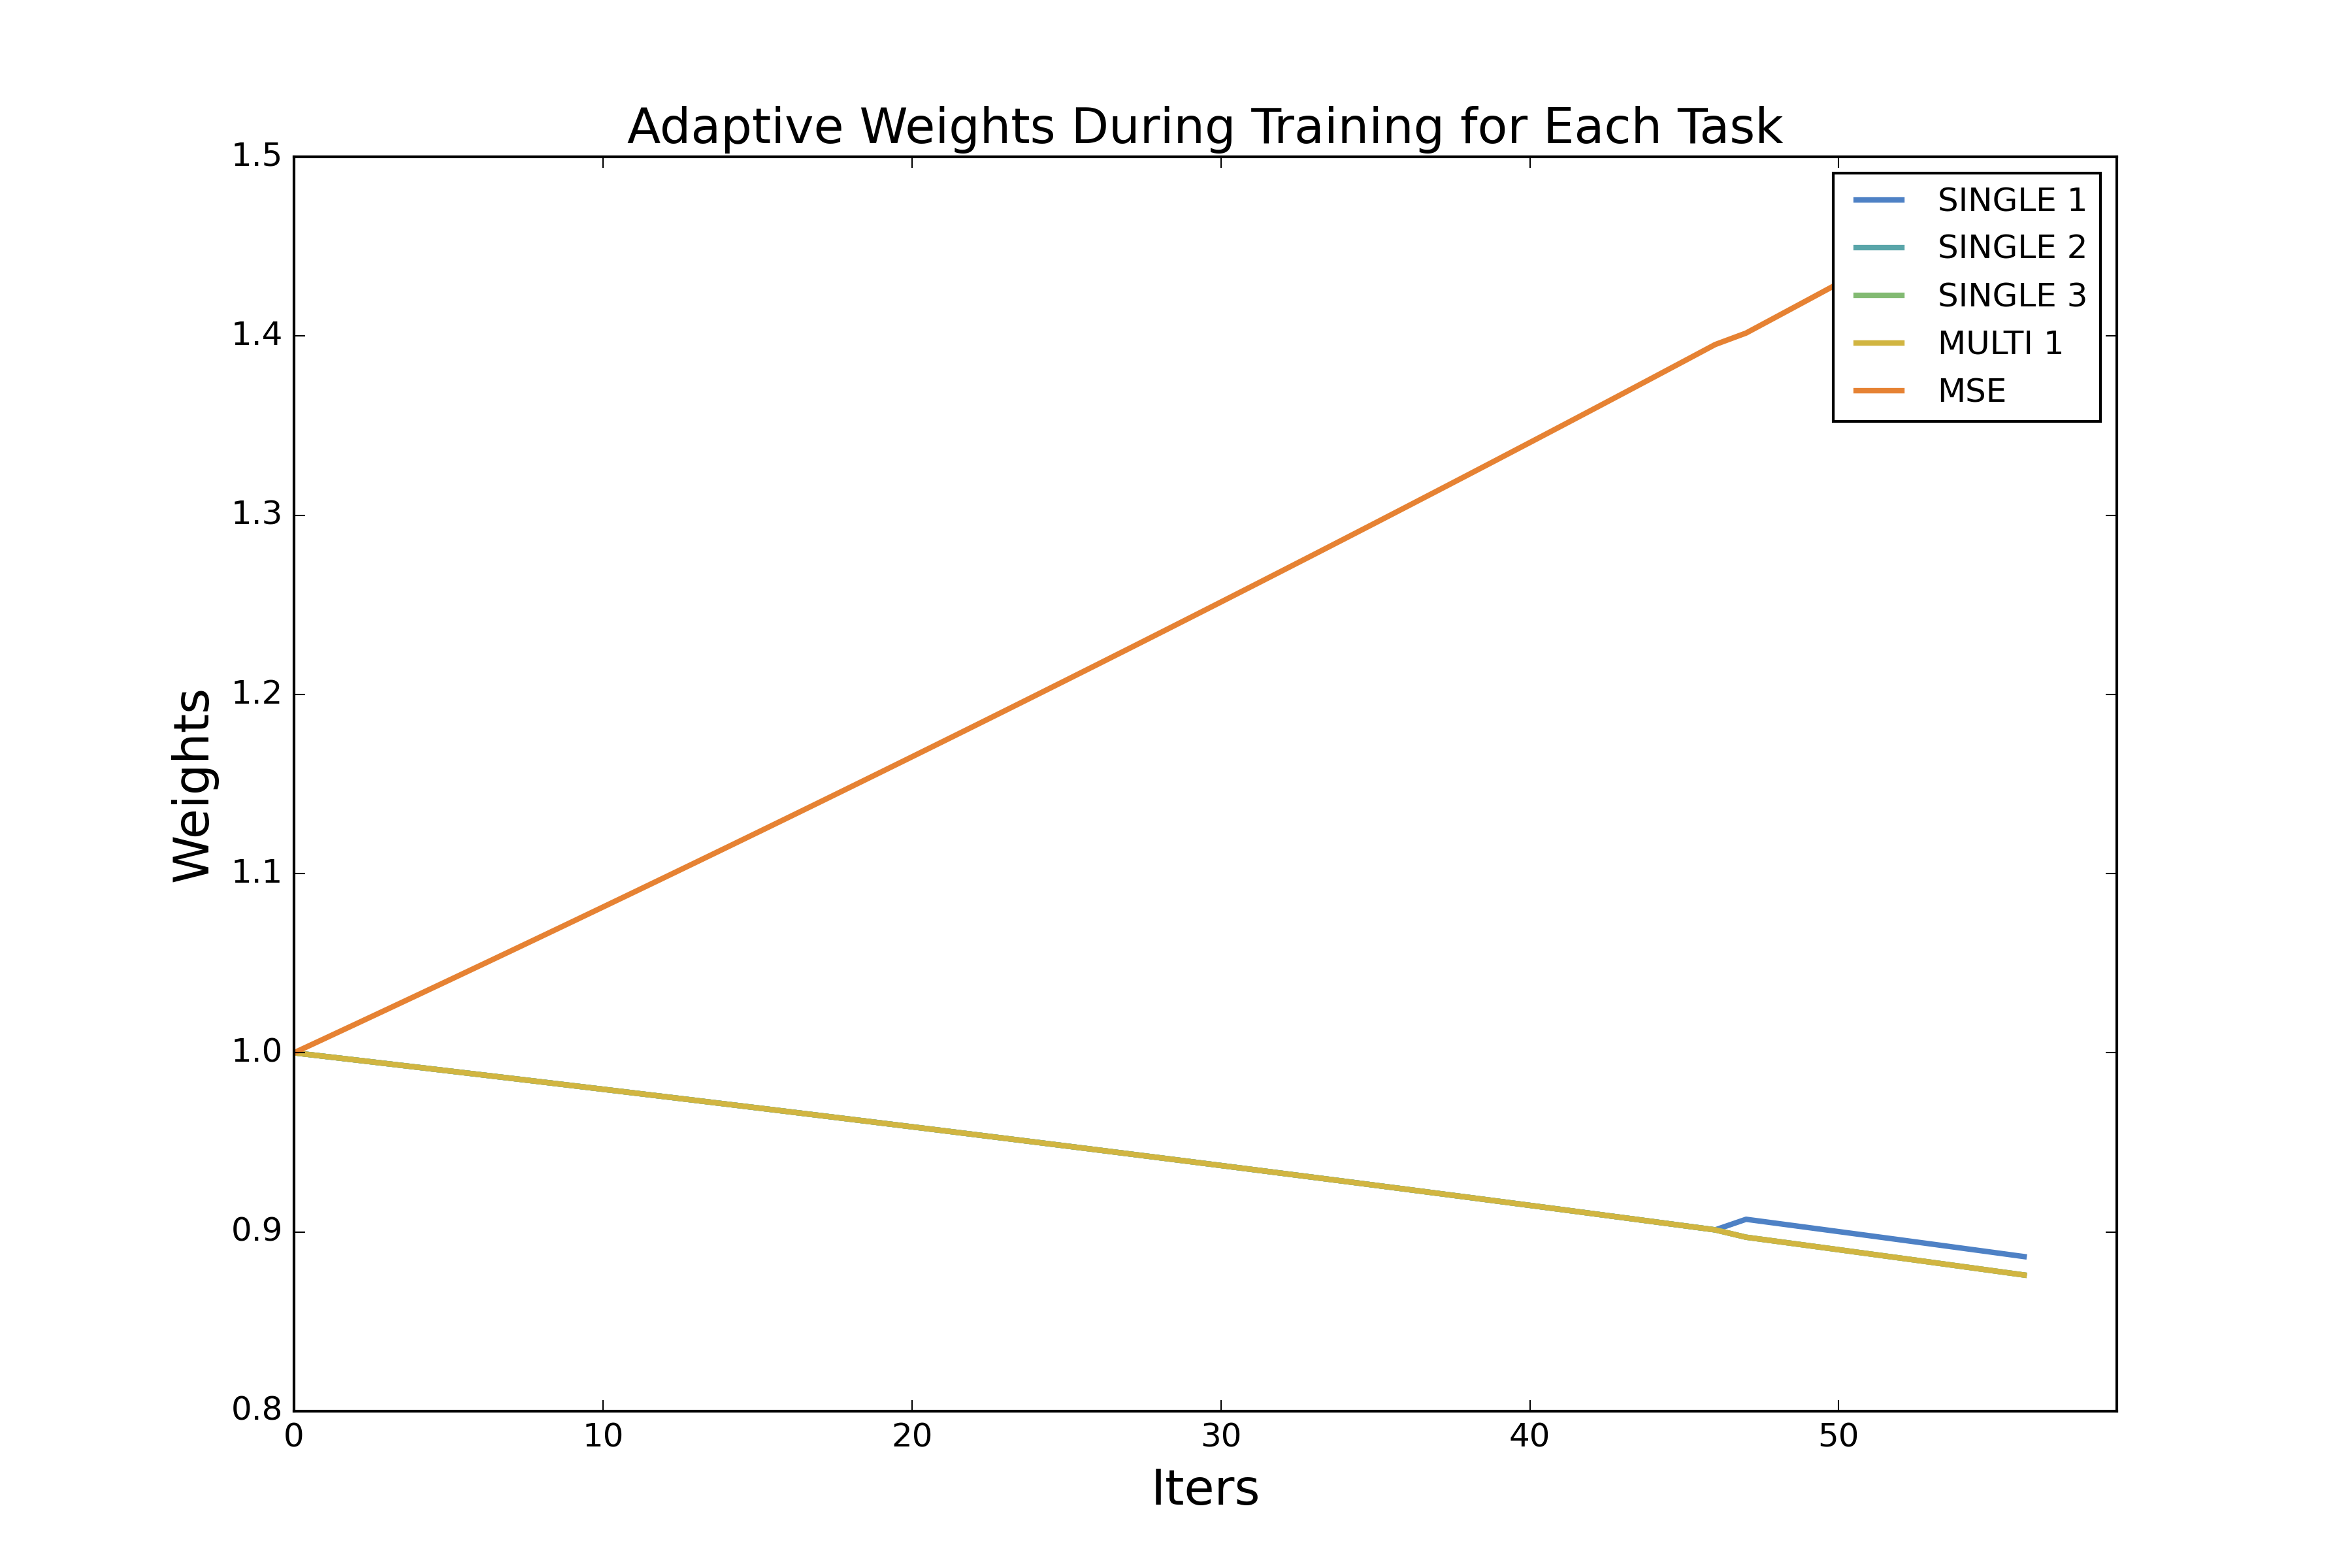 Adaptive Weights During Training for Each Task
1.5
1.4
1.3
1.2
1.1
1.0
0.9
0.8
Weights
0 10 20 30 40 50
Iters
SINGLE 1
SINGLE 2
SINGLE 3
MULTI 1
MSE